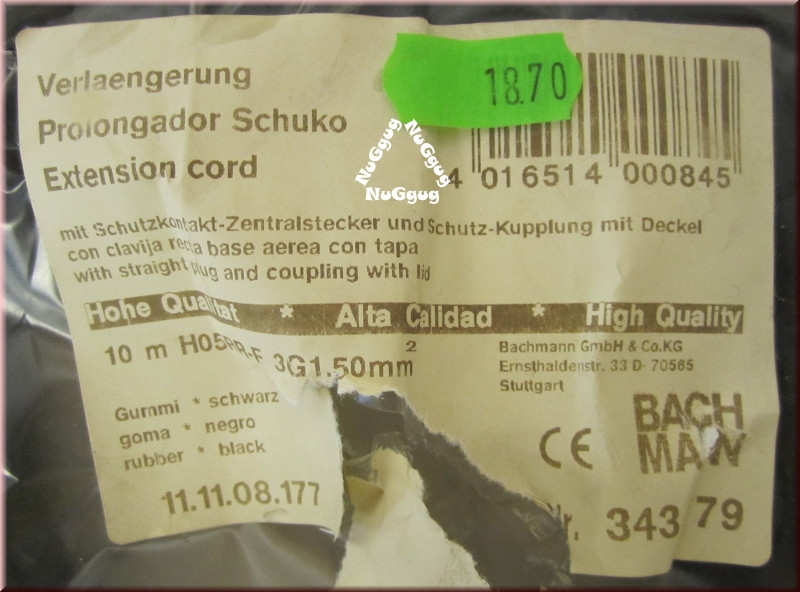 Verlaengerung
Prolongador Schuko
Extension cord
18.70
4 016514 000845
NuGgug NuGgug
NuGgug
mit Schutzkontakt-Zentralstecker und Schutz-Kupplung mit Deckel
con clavija recta base aerea con tapa
with straight plug and coupling with lid
Hohe Qualitat * Alta Calidad * High Quality
10 m H05RR-F 3G1.50mm²
Bachmann GmbH & Co.KG
Ernsthaldenstr. 33 D- 70565
Stuttgart
Gummi * schwarz
goma * negro
rubber * black
CE
BACH
MANN
11.11.08.177
343 79